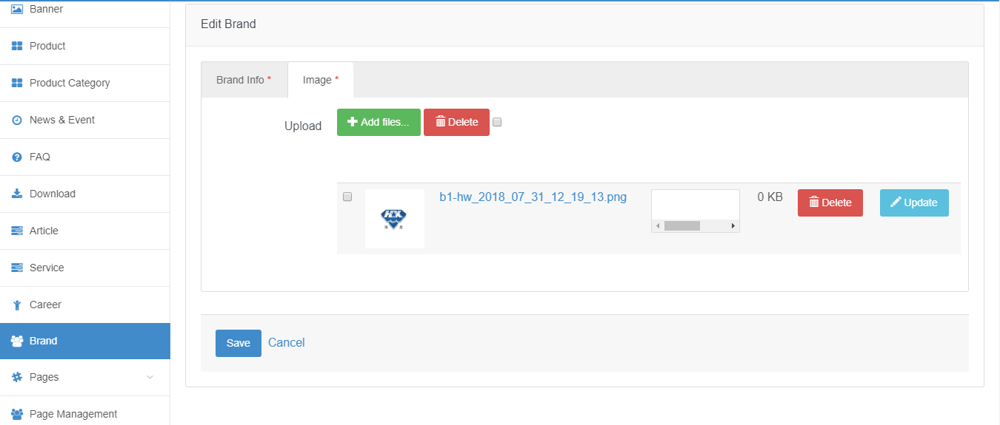 Banner
Product
Product Category
News & Event
FAQ
Download
Article
Service
Career
Brand
Pages
Page Management
Edit Brand
Brand Info *
Image *
Upload
Add files...
Delete
b1-hw_2018_07_31_12_19_13.png
0 KB
Delete
Update
Save
Cancel